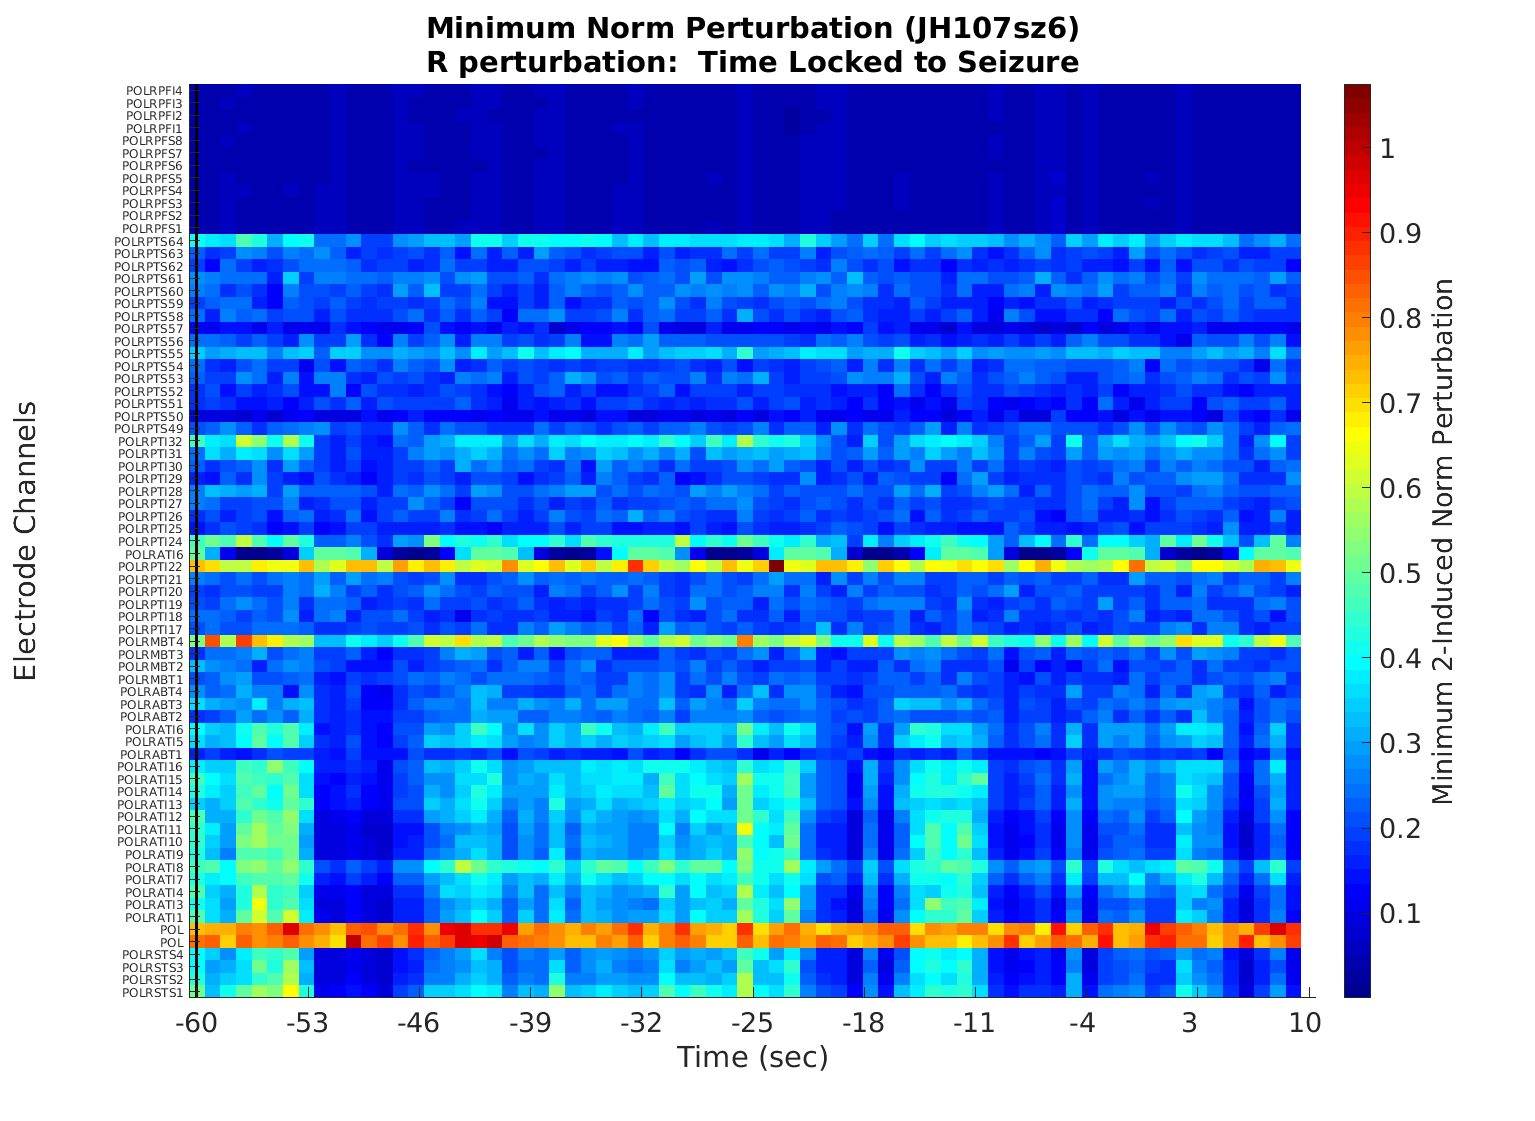 Minimum Norm Perturbation (JH107sz6)
R perturbation:  Time Locked to Seizure
Electrode Channels
POLRPFI4
POLRPFI3
POLRPFI2
POLRPFI1
POLRPFS8
POLRPFS7
POLRPFS6
POLRPFS5
POLRPFS4
POLRPFS3
POLRPFS2
POLRPFS1
POLRPTS64
POLRPTS63
POLRPTS62
POLRPTS61
POLRPTS60
POLRPTS59
POLRPTS58
POLRPTS57
POLRPTS56
POLRPTS55
POLRPTS54
POLRPTS53
POLRPTS52
POLRPTS51
POLRPTS50
POLRPTS49
POLRPTI32
POLRPTI31
POLRPTI30
POLRPTI29
POLRPTI28
POLRPTI27
POLRPTI26
POLRPTI25
POLRPTI24
POLRATI6
POLRPTI22
POLRPTI21
POLRPTI20
POLRPTI19
POLRPTI18
POLRPTI17
POLRMBT4
POLRMBT3
POLRMBT2
POLRMBT1
POLRABT4
POLRABT3
POLRABT2
POLRATI6
POLRATI5
POLRABT1
POLRATI16
POLRATI15
POLRATI14
POLRATI13
POLRATI12
POLRATI11
POLRATI10
POLRATI9
POLRATI8
POLRATI7
POLRATI4
POLRATI3
POLRATI1
POL
POL
POLRSTS4
POLRSTS3
POLRSTS2
POLRSTS1
-60 -53 -46 -39 -32 -25 -18 -11 -4 3 10
Time (sec)
1
0.9
0.8
0.7
0.6
0.5
0.4
0.3
0.2
0.1
Minimum 2-Induced Norm Perturbation